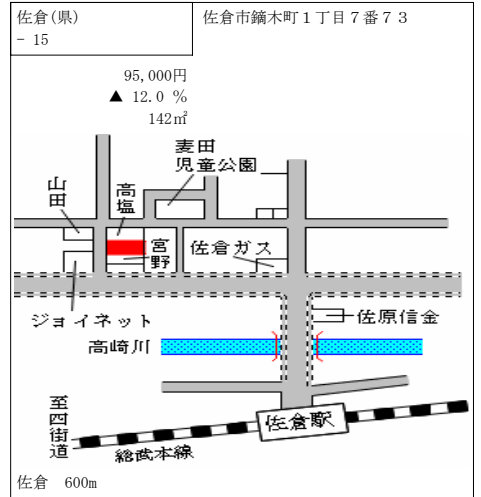 佐倉(県)
- 15
佐倉市鏑木町１丁目７番７３
95,000円
▲ 12.0 %
142㎡
麦田
児童公園
山田
高塩
宮野
佐倉ガス
ジョイネット
佐原信金
高崎川
至四街道
佐倉駅
総武本線
佐倉　600m